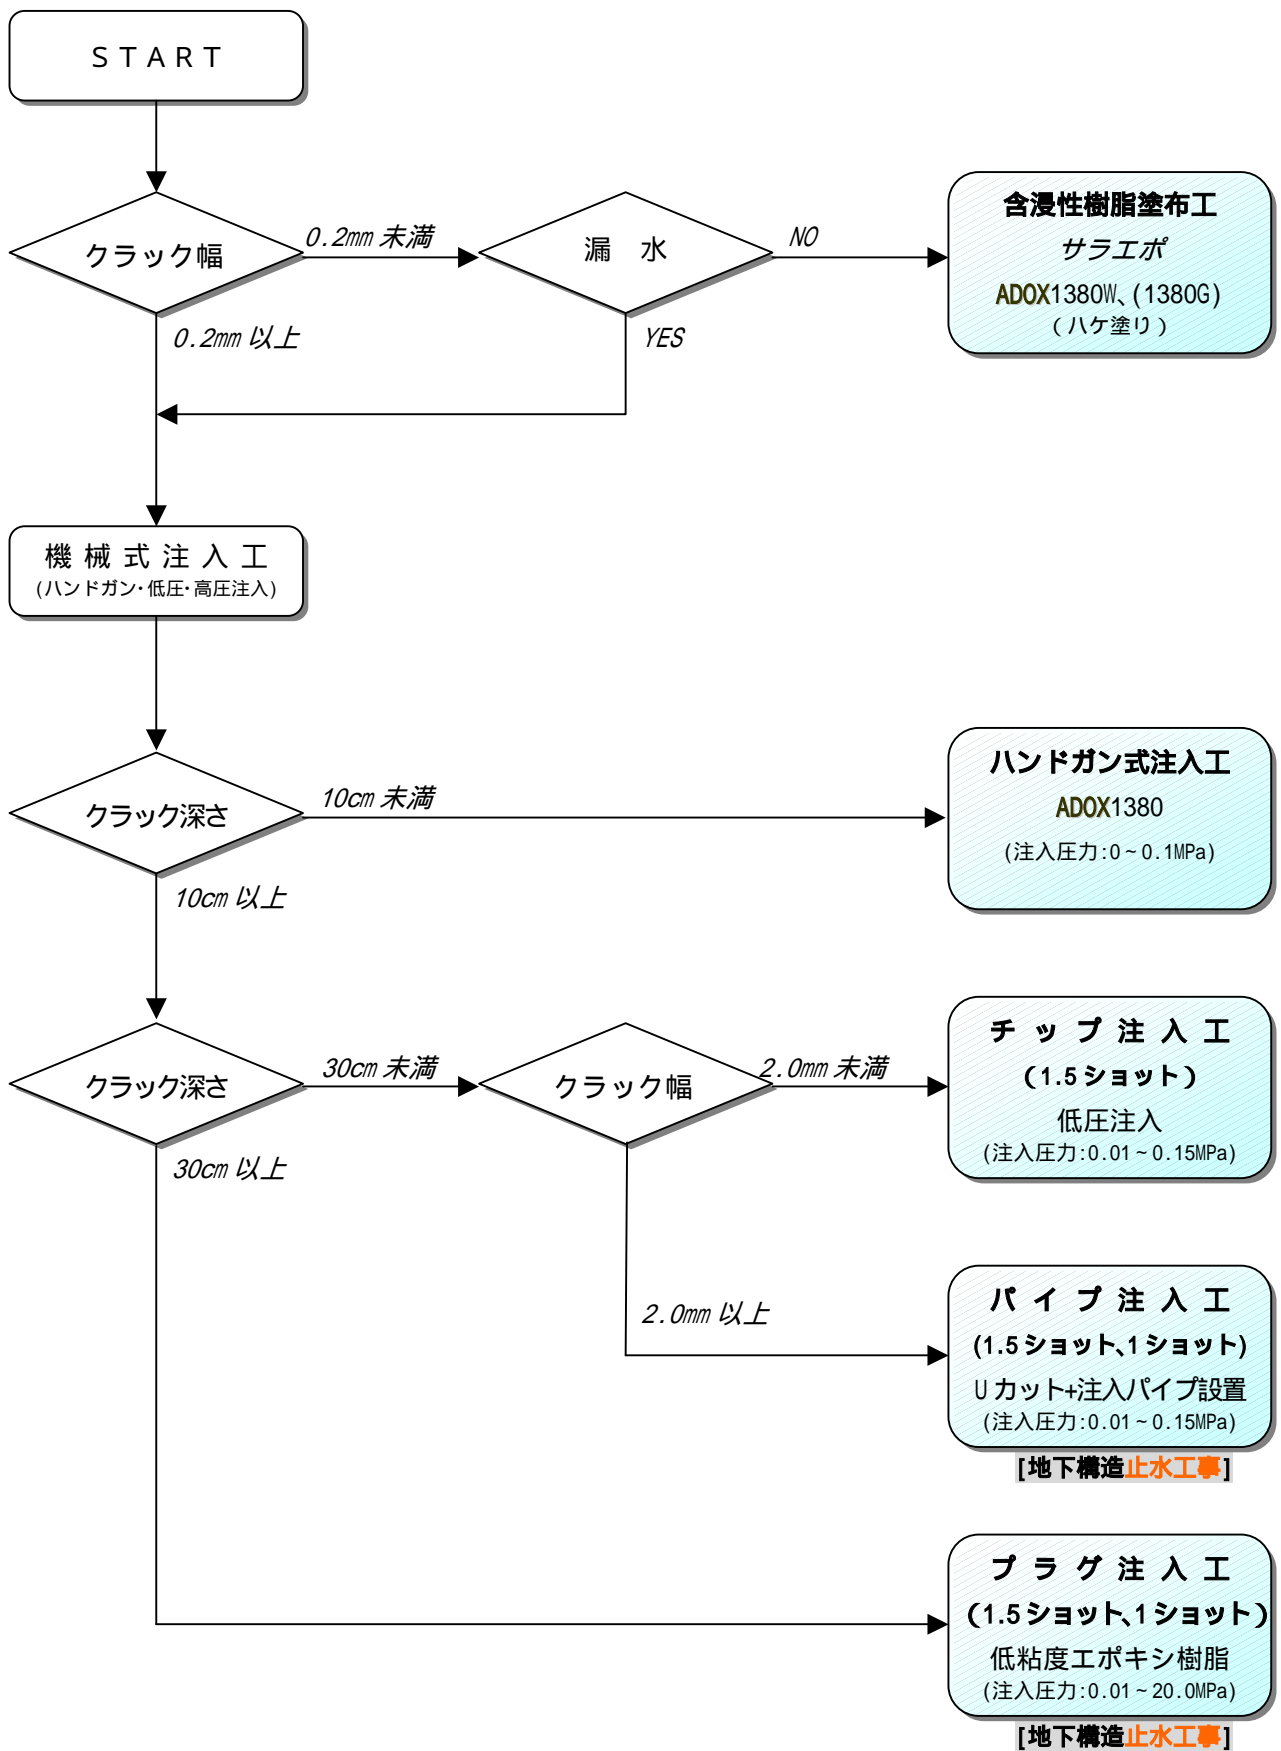 ＳＴＡＲＴ
クラック幅
0.2mm 未満
漏　水
NO
含浸性樹脂塗布工
サラエポ
ADOX1380W、(1380G)
（ハケ塗り）
0.2mm 以上
YES
機 械 式 注 入 工
(ハンドガン・低圧・高圧注入)
クラック深さ
10cm 未満
ハンドガン式注入工
ADOX1380
(注入圧力:0～0.1MPa)
10cm 以上
クラック深さ
30cm 未満
クラック幅
2.0mm 未満
チ ッ プ 注 入 工
（1.5 ショット）
低圧注入
(注入圧力:0.01～0.15MPa)
30cm 以上
2.0mm 以上
パ イ プ 注 入 工
(1.5 ショット、1 ショット)
U カット+注入パイプ設置
(注入圧力:0.01～0.15MPa)
[地下構造止水工事]
プ ラ グ 注 入 工
（1.5 ショット、1 ショット）
低粘度エポキシ樹脂
(注入圧力:0.01～20.0MPa)
[地下構造止水工事]